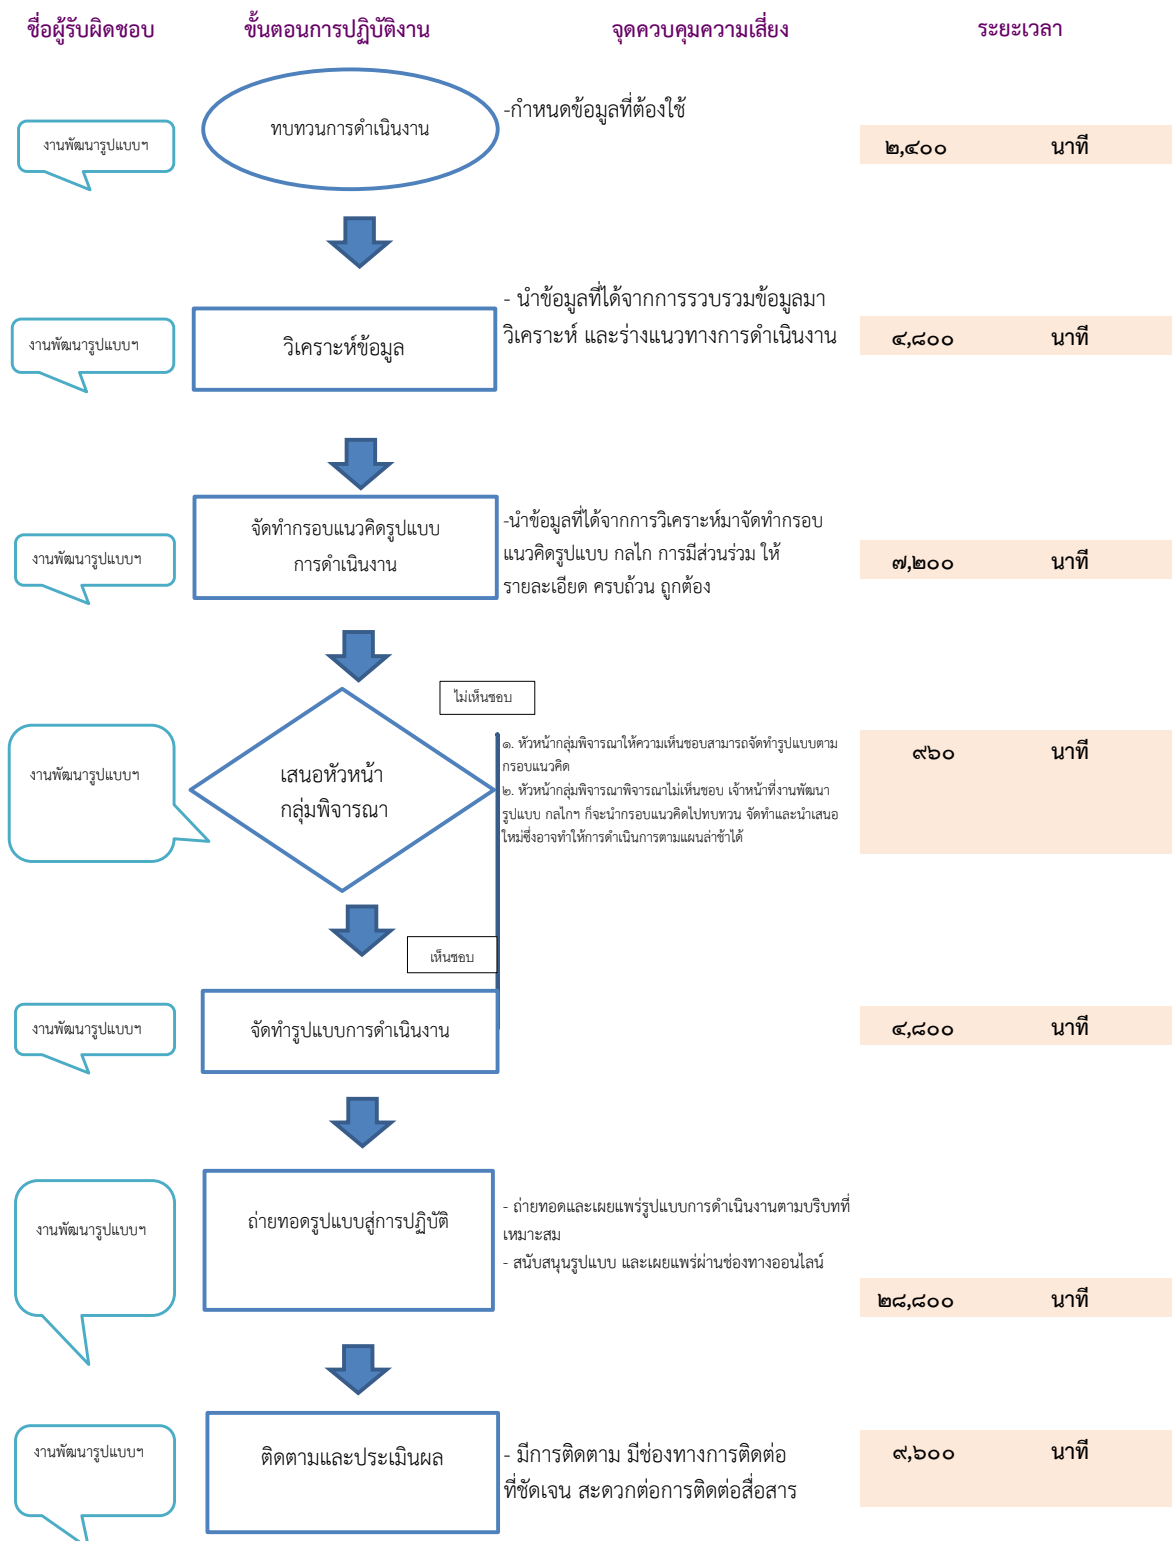 ชื่อผู้รับผิดชอบ ขั้นตอนการปฏิบัติงาน จุดควบคุมความเสี่ยง ระยะเวลา
งานพัฒนารูปแบบฯ
ทบทวนการดำเนินงาน
-กำหนดข้อมูลที่ต้องใช้
๒,๔๐๐ นาที
งานพัฒนารูปแบบฯ
วิเคราะห์ข้อมูล
- นำข้อมูลที่ได้จากการรวบรวมข้อมูลมา
วิเคราะห์ และร่างแนวทางการดำเนินงาน
๔,๘๐๐ นาที
งานพัฒนารูปแบบฯ
จัดทำกรอบแนวคิดรูปแบบ
การดำเนินงาน
-นำข้อมูลที่ได้จากการวิเคราะห์มาจัดทำกรอบ
แนวคิดรูปแบบ กลไก การมีส่วนร่วม ให้
รายละเอียด ครบถ้วน ถูกต้อง
๗,๒๐๐ นาที
ไม่เห็นชอบ
งานพัฒนารูปแบบฯ
เสนอหัวหน้า
กลุ่มพิจารณา
๑. หัวหน้ากลุ่มพิจารณาให้ความเห็นชอบสามารถจัดทำรูปแบบตาม
กรอบแนวคิด
๒. หัวหน้ากลุ่มพิจารณาพิจารณาไม่เห็นชอบ เจ้าหน้าที่งานพัฒนา
รูปแบบ กลไกฯ ก็จะนำกรอบแนวคิดไปทบทวน จัดทำและนำเสนอ
ใหม่ซึ่งอาจทำให้การดำเนินการตามแผนล่าช้าได้
๙๖๐ นาที
เห็นชอบ
งานพัฒนารูปแบบฯ
จัดทำรูปแบบการดำเนินงาน
๔,๘๐๐ นาที
งานพัฒนารูปแบบฯ
ถ่ายทอดรูปแบบสู่การปฏิบัติ
- ถ่ายทอดและเผยแพร่รูปแบบการดำเนินงานตามบริบทที่
เหมาะสม
- สนับสนุนรูปแบบ และเผยแพร่ผ่านช่องทางออนไลน์
๒๘,๘๐๐ นาที
งานพัฒนารูปแบบฯ
ติดตามและประเมินผล
- มีการติดตาม มีช่องทางการติดต่อ
ที่ชัดเจน สะดวกต่อการติดต่อสื่อสาร
๙,๖๐๐ นาที